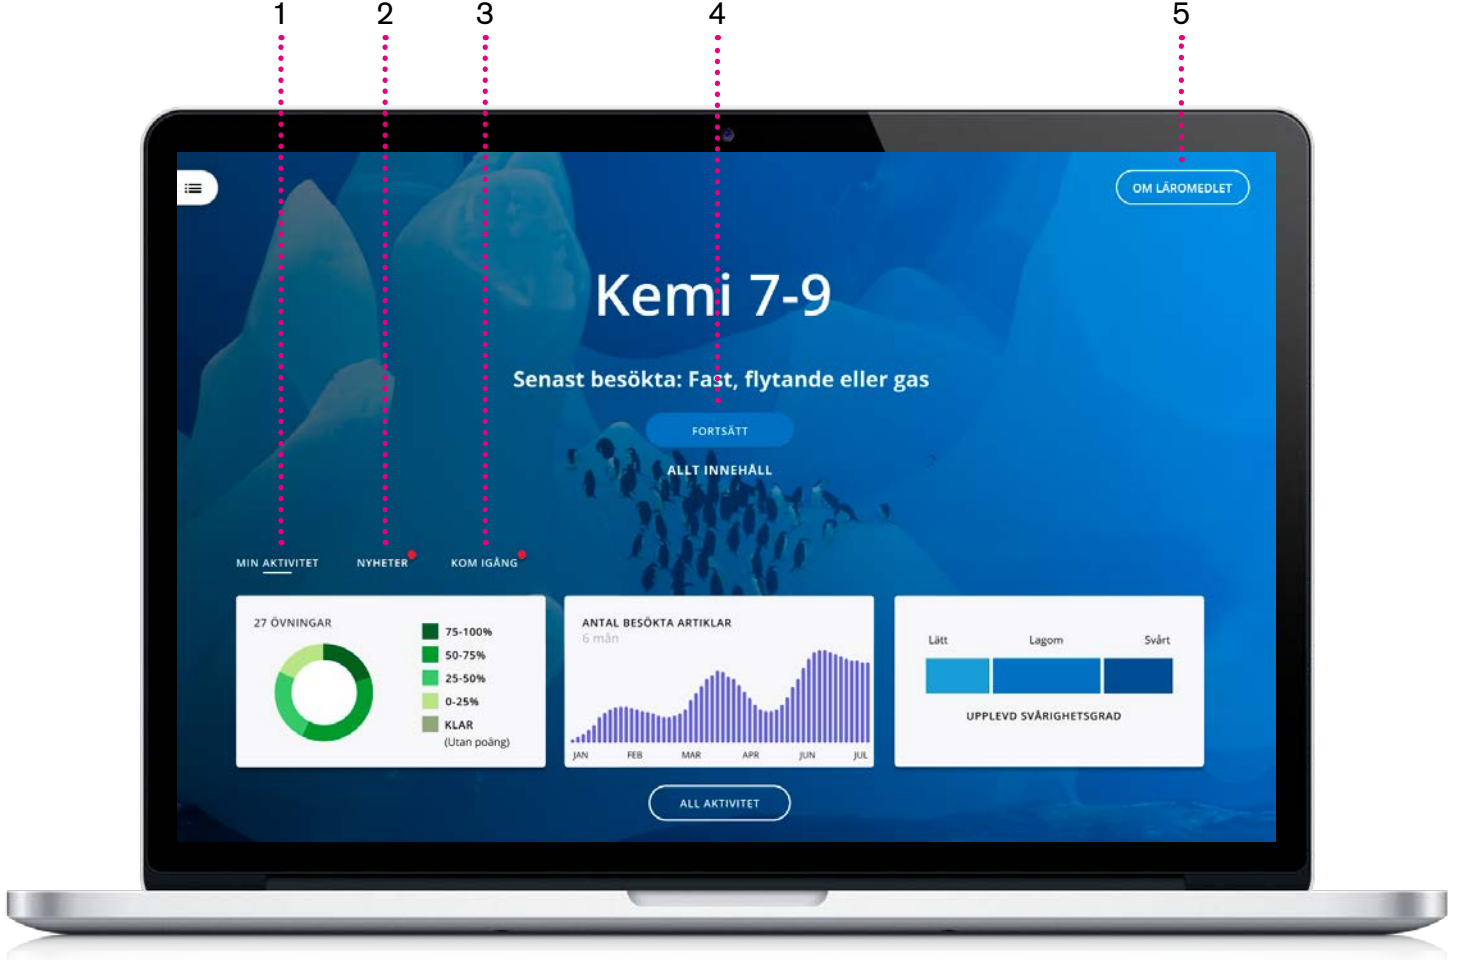 1 2 3 4 5
OM LÄROMEDLET
Kemi 7-9
Senast besökta: Fast, flytande eller gas
FORTSÄTT
ALLT INNEHÅLL
MIN AKTIVITET NYHETER KOM IGÅNG
27 ÖVNINGAR
75-100%
50-75%
25-50%
0-25%
KLAR
(Utan poäng)
ANTAL BESÖKTA ARTIKLAR
6 mån
JAN FEB MAR APR JUN JUL
Lätt Lagom Svårt
UPPLEVD SVÅRIGHETSGRAD
ALL AKTIVITET